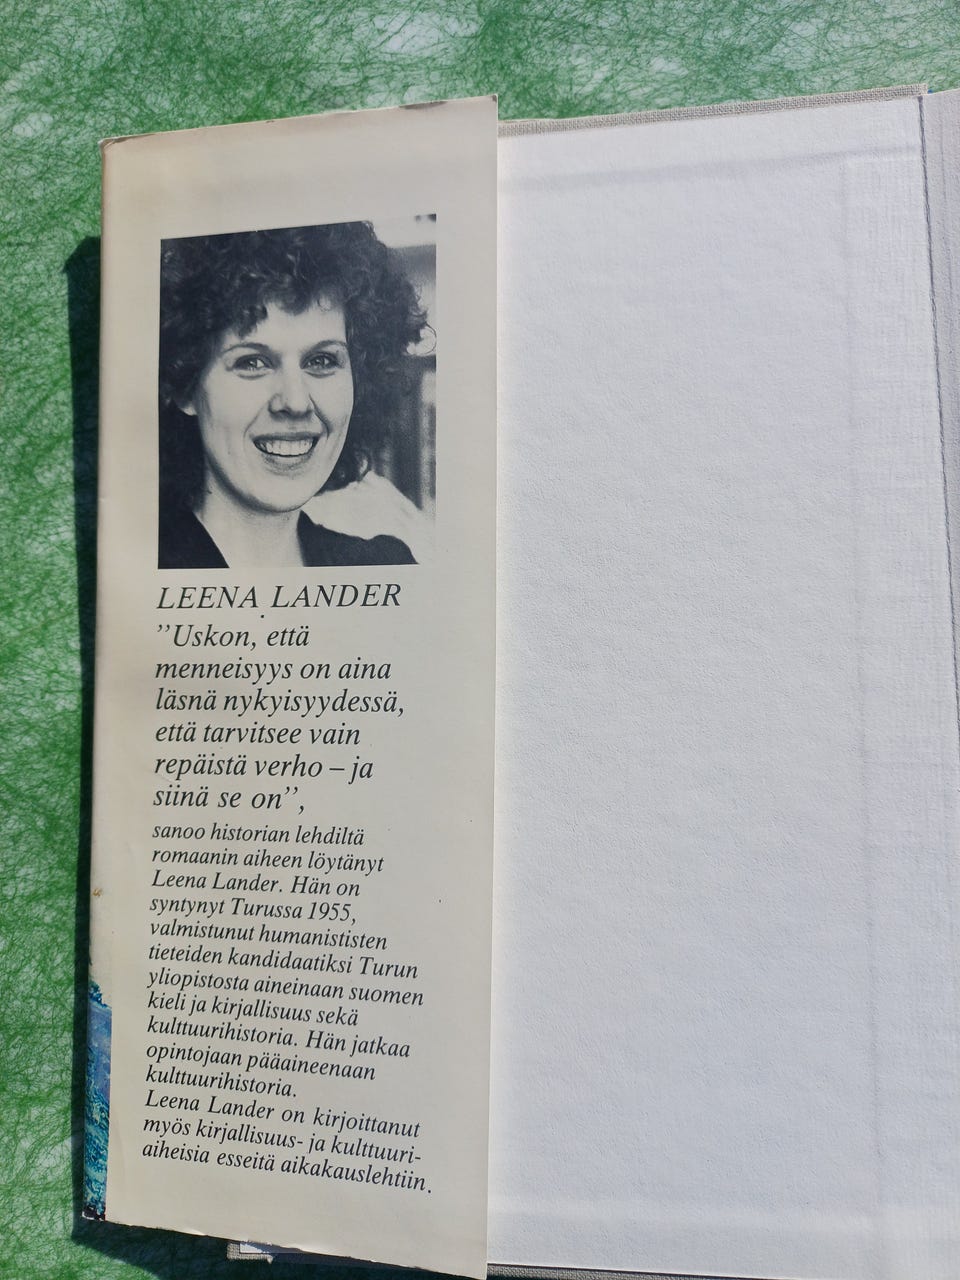 LEENA LANDER
”Uskon, että
menneisyys on aina
läsnä nykyisyydessä,
että tarvitsee vain
repäistä verho – ja
siinä se on”,
sanoo historian lehdiltä
romaanin aiheen löytänyt
Leena Lander. Hän on
syntynyt Turussa 1955,
valmistunut humanististen
tieteiden kandidaatiksi Turun
yliopistosta aineinaan suomen
kieli ja kirjallisuus sekä
kulttuurihistoria. Hän jatkaa
opintojaan pääaineenaan
kulttuurihistoria.
Leena Lander on kirjoittanut
myös kirjallisuus- ja kulttuuri-
aiheisia esseitä aikakauslehtiin.